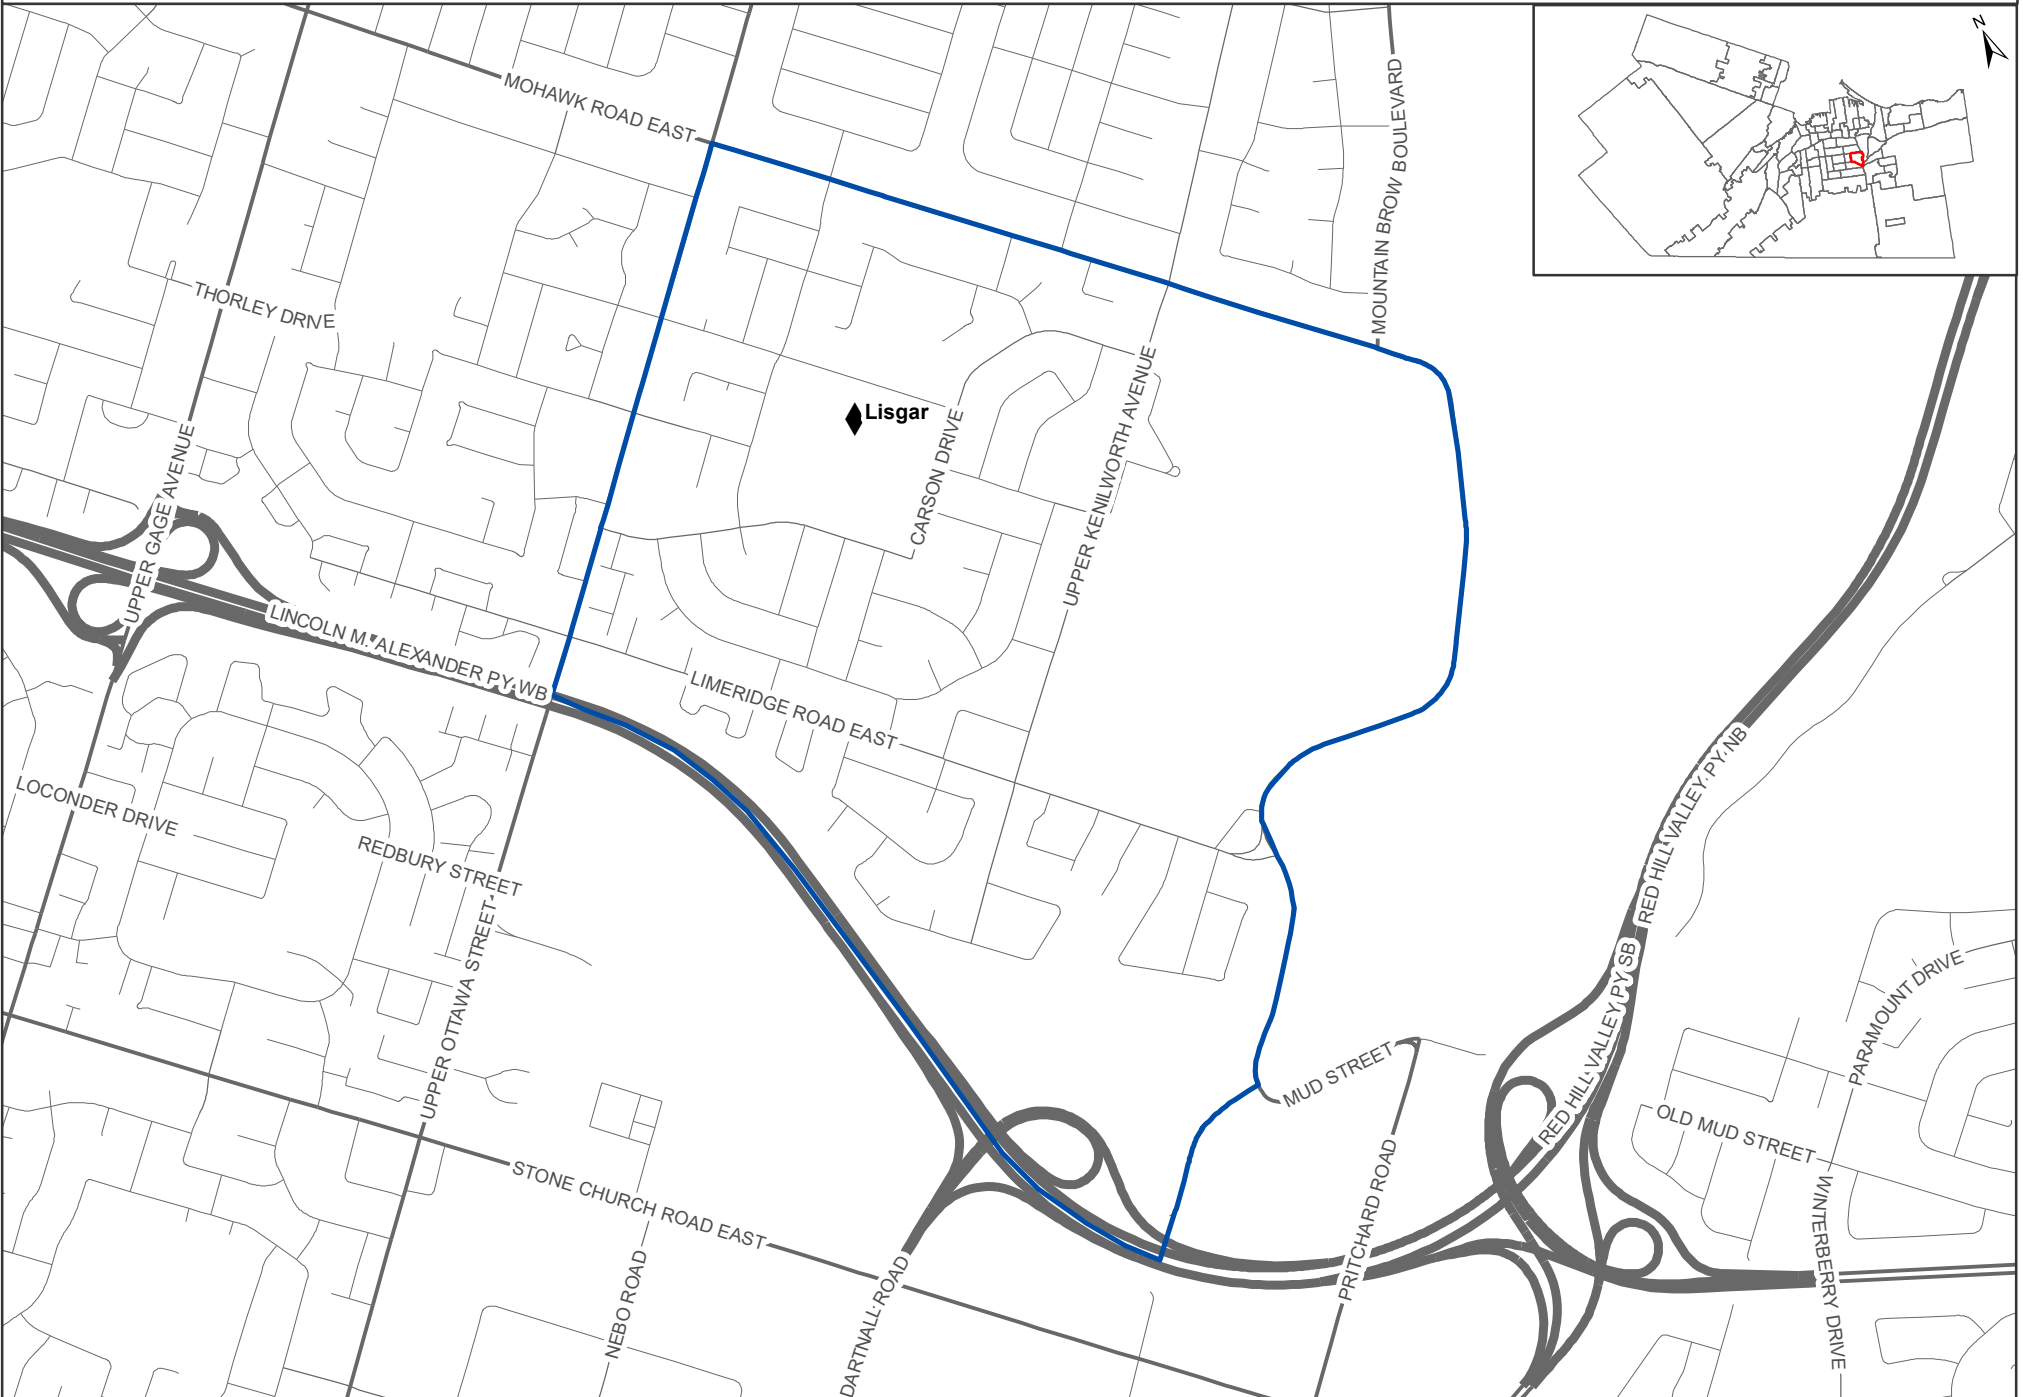 N
MOHAWK ROAD EAST
MOUNTAIN BROW BOULEVARD
THORLEY DRIVE
Lisgar
CARSON DRIVE
UPPER KENILWORTH AVENUE
UPPER GAGE AVENUE
LINCOLN M. ALEXANDER PY WB
LIMERIDGE ROAD EAST
LOCONDER DRIVE
REDBURY STREET
UPPER OTTAWA STREET
RED HILL VALLEY PY NB
RED HILL VALLEY PY SB
PARAMOUNT DRIVE
MUD STREET
OLD MUD STREET
STONE CHURCH ROAD EAST
PRITCHARD ROAD
WINTERBERRY DRIVE
NEBO ROAD
DARTNALL ROAD